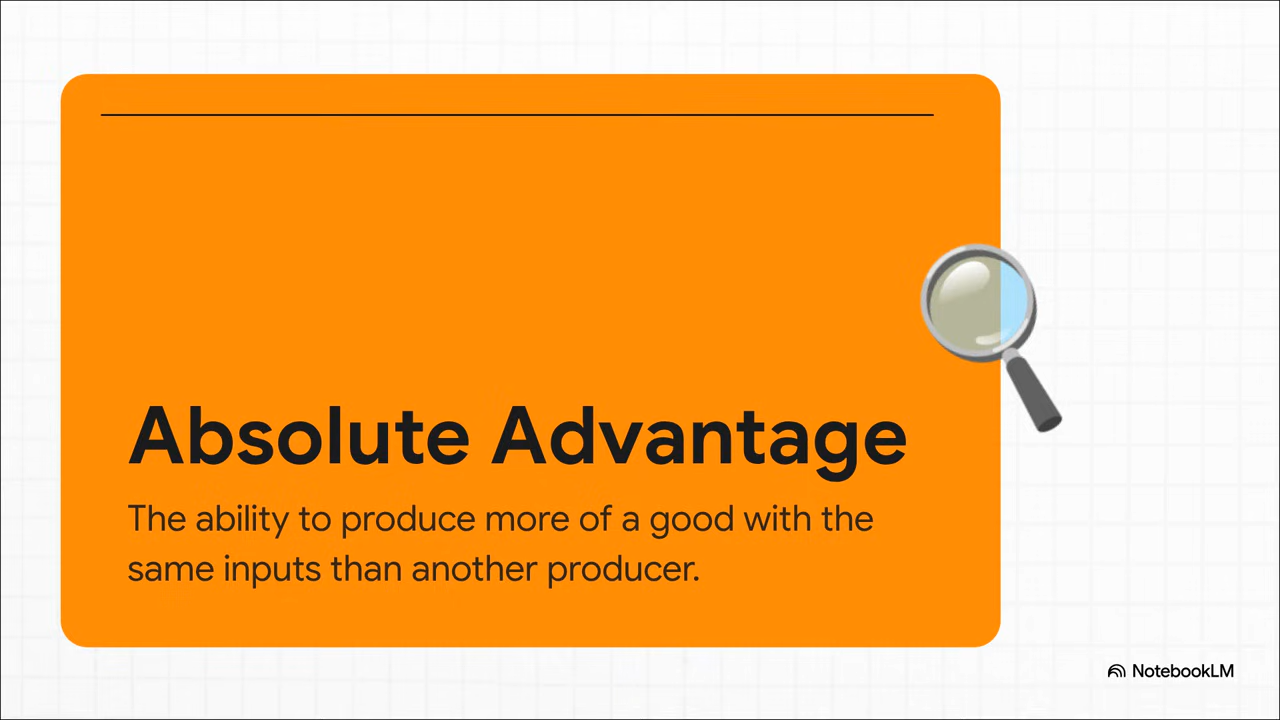 Absolute Advantage
The ability to produce more of a good with the
same inputs than another producer.
NotebookLM